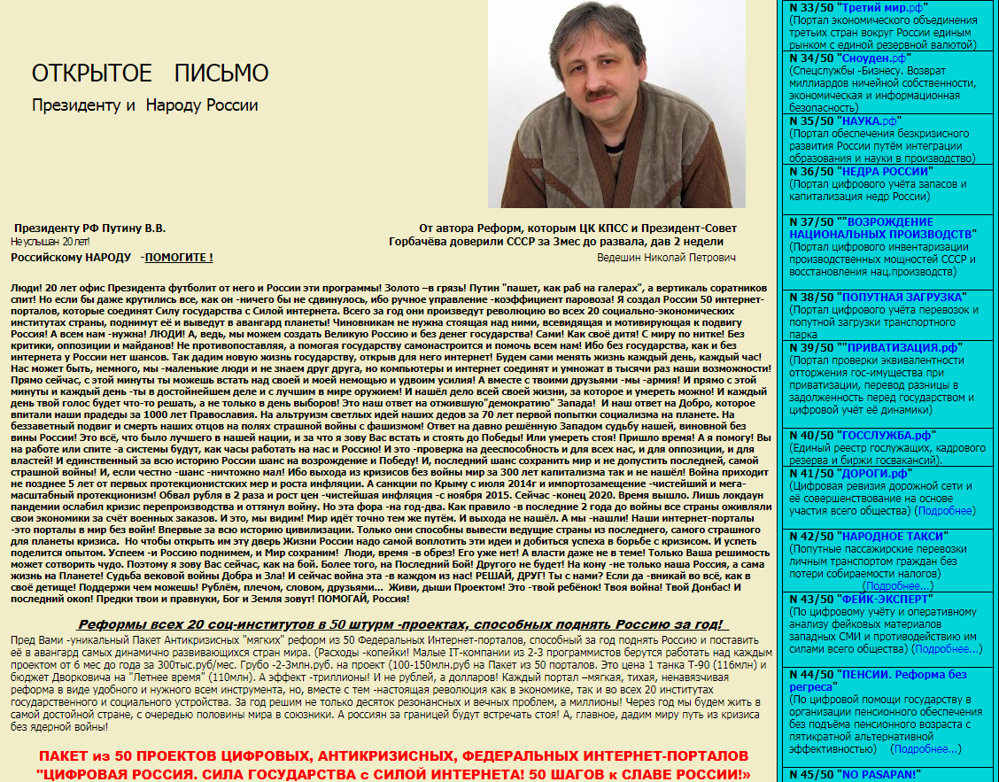 ОТКРЫТОЕ ПИСЬМО
Президенту и Народу России
Президенту РФ Путину В.В.
Не услышан 20 лет!
Российскому НАРОДУ -ПОМОГИТЕ !
От автора Реформ, которым ЦК КПСС и Президент-Совет
Горбачёва доверили СССР за 3мес до развала, дав 2 недели
Ведешин Николай Петрович
Люди! 20 лет офис Президента футболит от него и России эти программы! Золото –в грязь! Путин "пашет, как раб на галерах", а вертикаль соратников
спит! Но если бы даже крутились все, как он -ничего бы не сдвинулось, ибо ручное управление -коэффициент паровоза! Я создал России 50 интернет-
порталов, которые соединят Силу государства с Силой интернета. Всего за год они произведут революцию во всех 20 социально-экономических
институтах страны, поднимут её и выведут в авангард планеты! Чиновникам не нужна стоящая над ними, всевидящая и мотивирующая к подвигу
Россия! А всем нам -нужна! ЛЮДИ! А, ведь, мы можем создать Великую Россию и без денег государства! Сами! Как своё дитя! С миру по нитке! Без
критики, оппозиции и майданов! Не противопоставляя, а помогая государству самонастроится и помочь всем нам! Ибо без государства, как и без
интернета у России нет шансов. Так дадим новую жизнь государству, открыв для него интернет! Будем сами менять жизнь каждый день, каждый час!
Нас может быть, немного, мы -маленькие люди и не знаем друг друга, но компьютеры и интернет соединят и умножат в тысячи раз наши возможности!
Прямо сейчас, с этой минуты ты можешь встать над своей и моей немощью и удвоим усилия! А вместе с твоими друзьями -мы -армия! И прямо с этой
минуты и каждый день -ты в достойнейшем деле и с лучшим в мире оружием! И нашёл дело всей своей жизни, за которое и умереть можно! И каждый
день твой голос будет что-то решать, а не только в день выборов! Это наш ответ на отжившую"демократию" Запада! И наш ответ на Добро, которое
впитали наши прадеды за 1000 лет Православия. На альтруизм светлых идей наших дедов за 70 лет первой попытки социализма на планете. На
беззаветный подвиг и смерть наших отцов на полях страшной войны с фашизмом! Ответ на давно решённую Западом судьбу нашей, виновной без
вины России! Это всё, что было лучшего в нашей нации, и за что я зову Вас встать и стоять до Победы! Или умереть стоя! Пришло время! А я помогу! Вы
на работе или спите -а системы будут, как часы работать на нас и Россию! И это -проверка на дееспособность и для всех нас, и для оппозиции, и для
властей! И единственный за всю историю России шанс на возрождение и Победу! И, последний шанс сохранить мир и не допустить последней, самой
страшной войны! И, если честно -шанс -ничтожно мал! Ибо выхода из кризисов без войны мир за 300 лет капитализма так и не нашёл! Война приходит
не позднее 5 лет от первых протекционистских мер и роста инфляции. А санкции по Крыму с июля 2014г и импортозамещение -чистейший и мега-
масштабный протекционизм! Обвал рубля в 2 раза и рост цен -чистейшая инфляция -с ноября 2015. Сейчас -конец 2020. Время вышло. Лишь локдаун
пандемии ослабил кризис перепроизводства и оттянул войну. Но эта фора -на год-два. Как правило -в последние 2 года до войны все страны оживляли
свои экономики за счёт военных заказов. И это, мы видим! Мир идёт точно тем же путём. И выхода не нашёл. А мы -нашли! Наши интернет-порталы
-это порталы в мир без войн! Впервые за всю историю цивилизации. Только они способны вывести ведущие страны из последнего, самого страшного
для планеты кризиса. Но чтобы открыть им эту дверь Жизни России надо самой воплотить эти идеи и добиться успеха в борьбе с кризисом. И успеть
поделится опытом. Успеем -и Россию поднимем, и Мир сохраним! Люди, время -в обрез! Его уже нет! А власти даже не в теме! Только Ваша решимость
может сотворить чудо. Поэтому я зову Вас сейчас, как на бой. Более того, на Последний Бой! Другого не будет! На кону -не только наша Россия, а сама
жизнь на Планете! Судьба вековой войны Добра и Зла! И сейчас война эта -в каждом из нас! РЕШАЙ, ДРУГ! Ты с нами? Если да -вникай во всё, как в
своё детище! Поддержи чем можешь! Рублём, плечом, словом, друзьями... Живи, дыши Проектом! Это -твой ребёнок! Твоя война! Твой Донбас! И
последний окоп! Предки твои и правнуки, Бог и Земля зовут! ПОМОГАЙ, Россия!
Реформы всех 20 соц-институтов в 50 штурм -проектах, способных поднять Россию за год!
Пред Вами -уникальный Пакет Антикризисных "мягких" реформ из 50 Федеральных Интернет-порталов, способный за год поднять Россию и поставить
её в авангард самых динамично развивающихся стран мира. (Расходы -копейки! Малые IT-компании из 2-3 программистов берутся работать над каждым
проектом от 6 мес до года за 300тыс.руб/мес. Грубо -2-3млн.руб. на проект (100-150млн.руб на Пакет из 50 порталов. Это цена 1 танка Т-90 (116млн) и
бюджет Дворковича на "Летнее время" (110млн). А эффект -триллионы! И не рублей, а долларов! Каждый портал –мягкая, тихая, ненавязчивая
реформа в виде удобного и нужного всем инструмента, но, вместе с тем -настоящая революция как в экономике, так и во всех 20 институтах
государственного и социального устройства. За год решим не только десяток резонансных и вечных проблем, а миллионы! Через год мы будем жить в
самой достойной стране, с очередью половины мира в союзники. А россиян за границей будут встречать стоя! А, главное, дадим миру путь из кризиса
без ядерной войны!
ПАКЕТ из 50 ПРОЕКТОВ ЦИФРОВЫХ, АНТИКРИЗИСНЫХ, ФЕДЕРАЛЬНЫХ ИНТЕРНЕТ-ПОРТАЛОВ
"ЦИФРОВАЯ РОССИЯ. СИЛА ГОСУДАРСТВА с СИЛОЙ ИНТЕРНЕТА! 50 ШАГОВ к СЛАВЕ РОССИИ!»
N 33/50 "Третий мир.рф"
(Портал экономического объединения
третьих стран вокруг России единым
рынком с единой резервной валютой)
N 34/50 "Сноуден.рф"
(Спецслужбы -Бизнесу. Возврат
миллиардов ничейной собственности,
экономическая и информационная
безопасность)
N 35/50 "НАУКА.рф"
(Портал обеспечения безкризисного
развития России путём интеграции
образования и науки в производство)
N 36/50 "НЕДРА РОССИИ"
(Портал цифрового учёта запасов и
капитализация недр России)
N 37/50 ""ВОЗРОЖДЕНИЕ
НАЦИОНАЛЬНЫХ ПРОИЗВОДСТВ"
(Портал цифровой инвентаризации
производственных мощностей СССР и
восстановления нац.производств)
N 38/50 "ПОПУТНАЯ ЗАГРУЗКА"
(Портал цифрового учёта перевозок и
попутной загрузки транспортного
парка
N 39/50 ""ПРИВАТИЗАЦИЯ.рф"
(Портал проверки эквивалентности
отторжения гос-имущества при
приватизации, перевод разницы в
задолженность перед государством и
цифровой учёт её динамики)
N 40/50 "ГОССЛУЖБА.рф"
(Единый реестр гослужащих, кадрового
резерва и биржи госвакансий).
N 41/50 "ДОРОГИ.рф"
(Цифровая ревизия дорожной сети и
её совершенствование на основе
участия всего общества) (Подробнее)
N 42/50 "НАРОДНОЕ ТАКСИ"
(Попутные пассажирские перевозки
личным транспортом граждан без
потери собираемости налогов)
(Подробнее...)
N 43/50 "ФЕЙК-ЭКСПЕРТ"
(По цифровому учёту и оперативному
анализу фейковых материалов
западных СМИ и противодействию им
силами всего общества) (Подробнее...)
N 44/50 "ПЕНСИИ. Реформа без
регреса"
(По цифровой помощи государству в
организации пенсионного обеспечения
без подъёма пенсионного возраста с
пятикратной альтернативной
эффективностью) (Подробнее...)
N 45/50 "NO PASAPAN!"